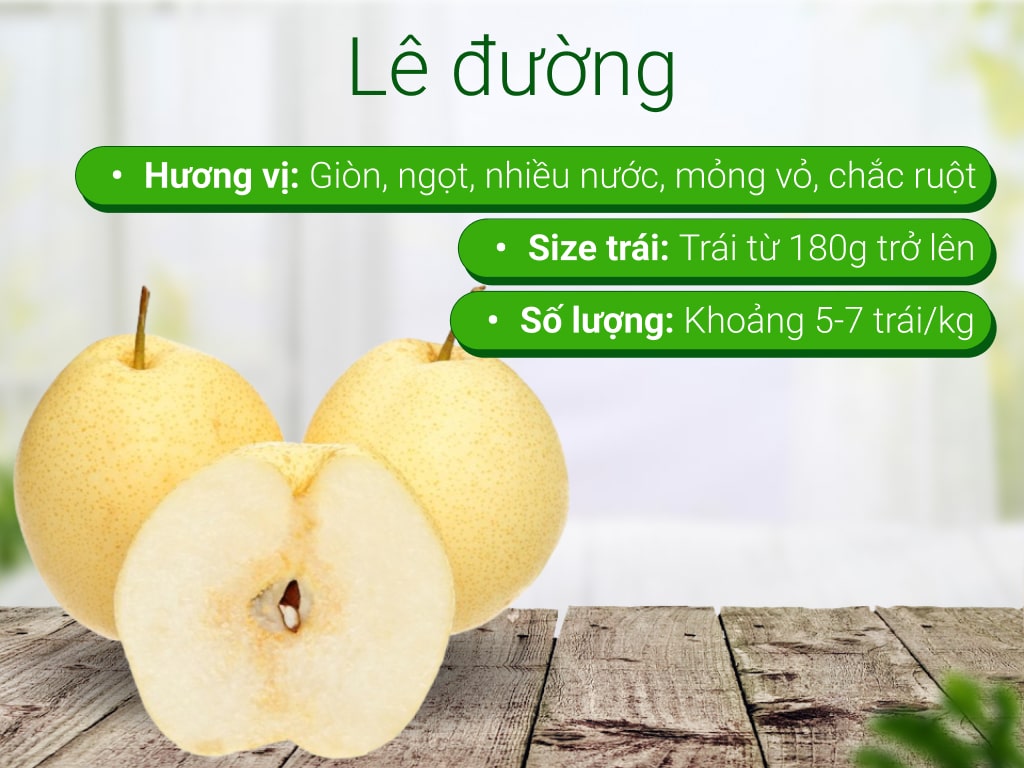 Lê đường
• Hương vị: Giòn, ngọt, nhiều nước, mỏng vỏ, chắc ruột
• Size trái: Trái từ 180g trở lên
• Số lượng: Khoảng 5-7 trái/kg